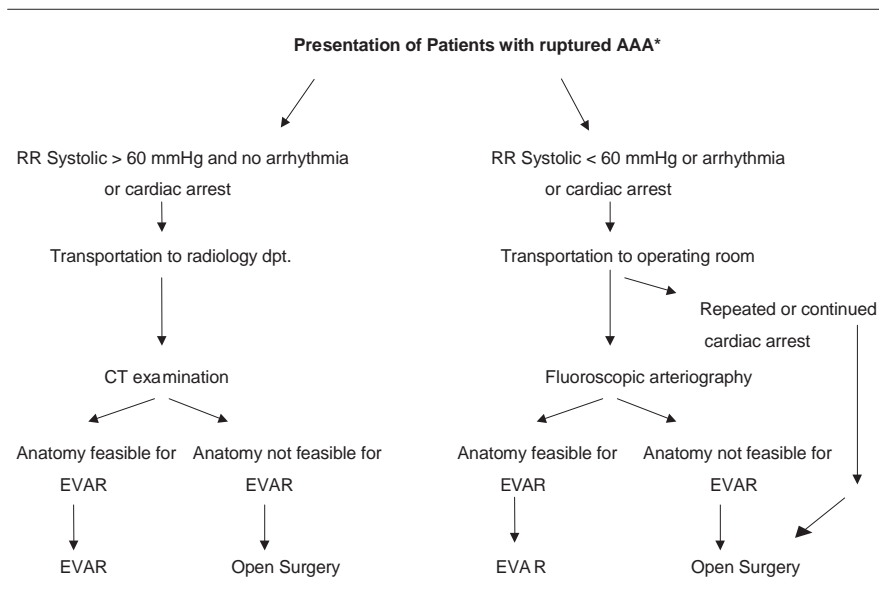 Presentation of Patients with ruptured AAA*
RR Systolic > 60 mmHg and no arrhythmia
or cardiac arrest
RR Systolic < 60 mmHg or arrhythmia
or cardiac arrest
Transportation to radiology dpt.
Transportation to operating room
Repeated or continued
cardiac arrest
CT examination
Fluoroscopic arteriography
Anatomy feasible for
EVAR
Anatomy not feasible for
EVAR
Anatomy feasible for
EVAR
Anatomy not feasible for
EVAR
EVAR
Open Surgery
EVAR
Open Surgery